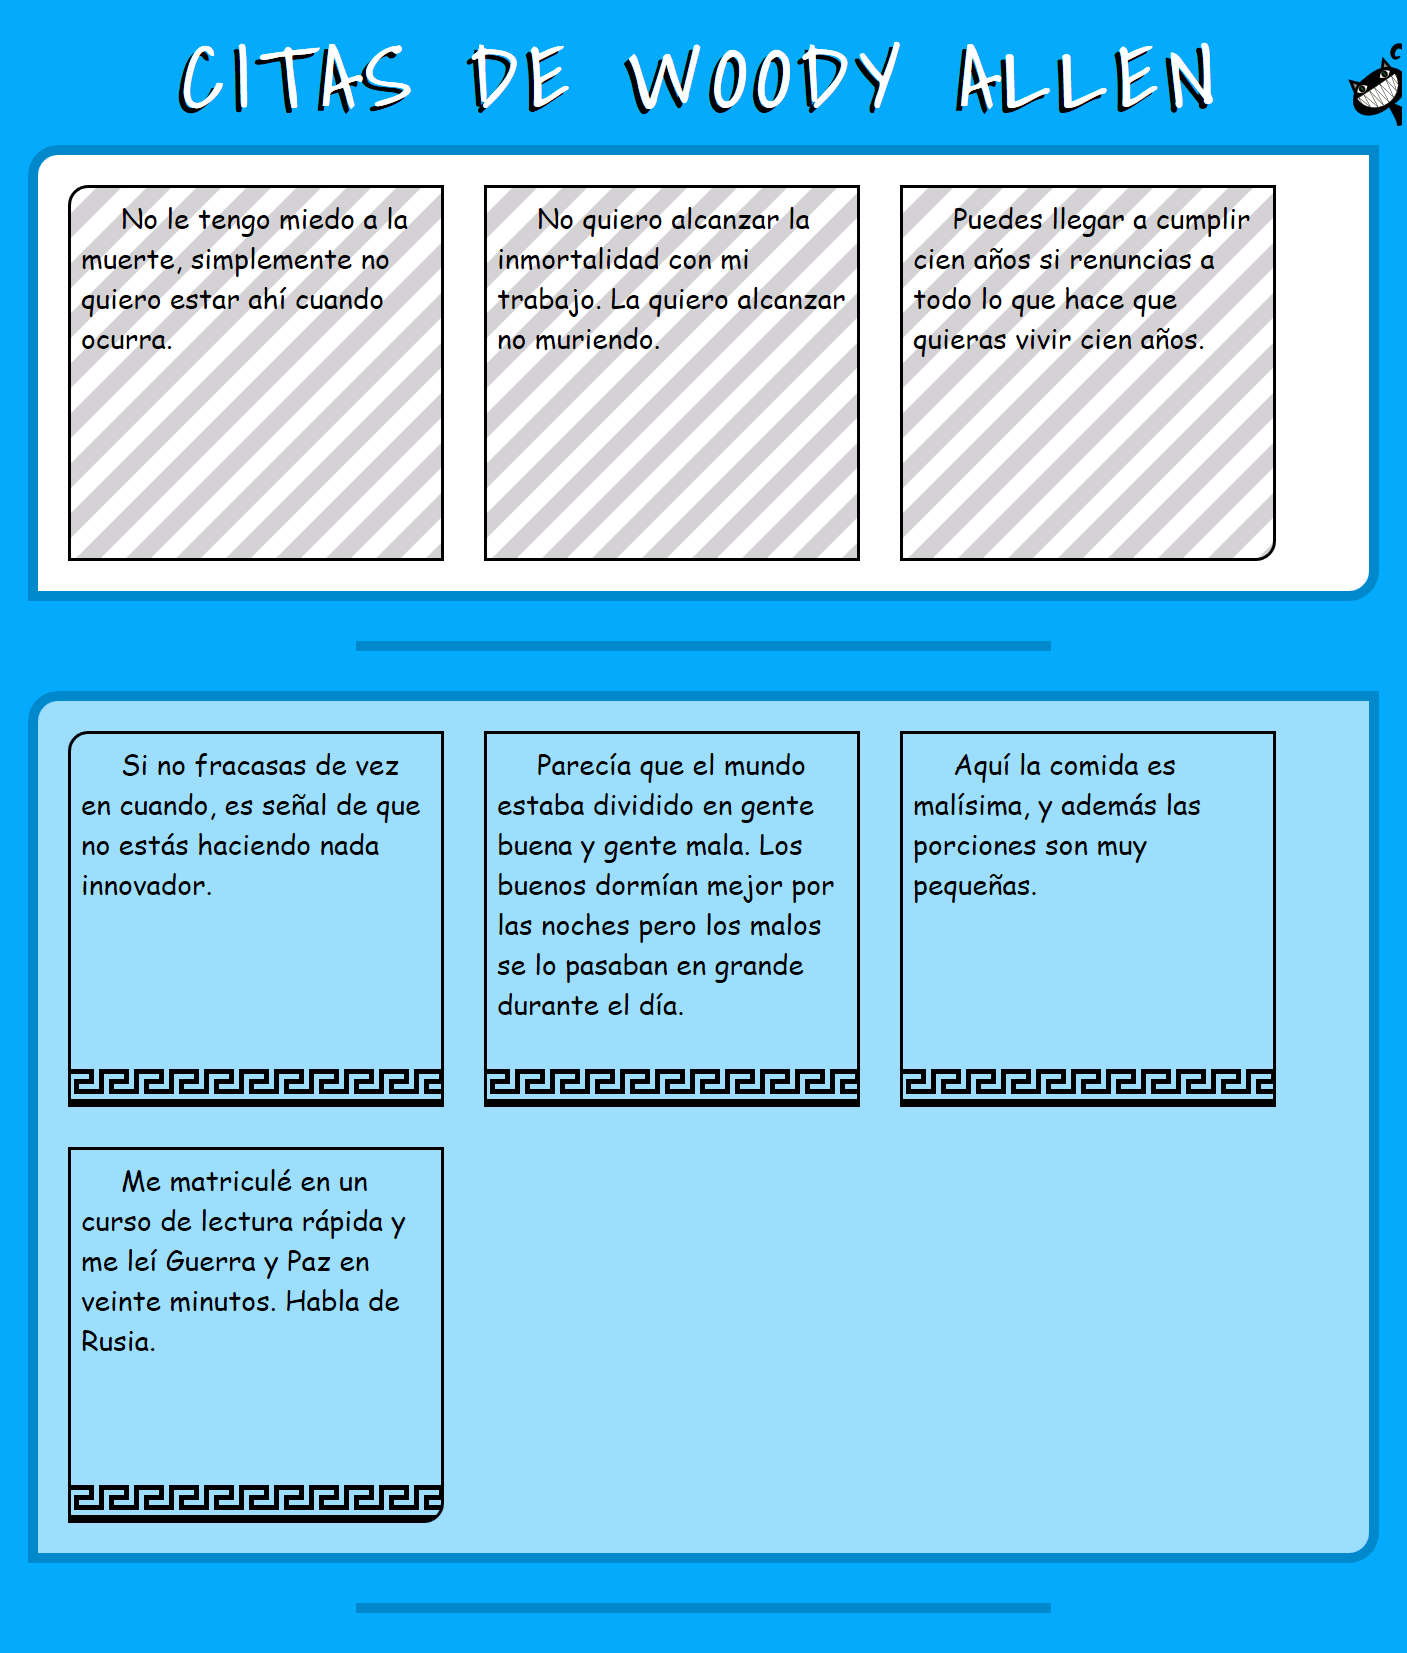 CITAS DE WOODY ALLEN
No le tengo miedo a la
muerte, simplemente no
quiero estar ahí cuando
ocurra.
No quiero alcanzar la
inmortalidad con mi
trabajo. La quiero alcanzar
no muriendo.
Puedes llegar a cumplir
cien años si renuncias a
todo lo que hace que
quieras vivir cien años.
Si no fracasas de vez
en cuando, es señal de que
no estás haciendo nada
innovador.
Parecía que el mundo
estaba dividido en gente
buena y gente mala. Los
buenos dormían mejor por
las noches pero los malos
se lo pasaban en grande
durante el día.
Aquí la comida es
malísima, y además las
porciones son muy
pequeñas.
Me matriculé en un
curso de lectura rápida y
me leí Guerra y Paz en
veinte minutos. Habla de
Rusia.